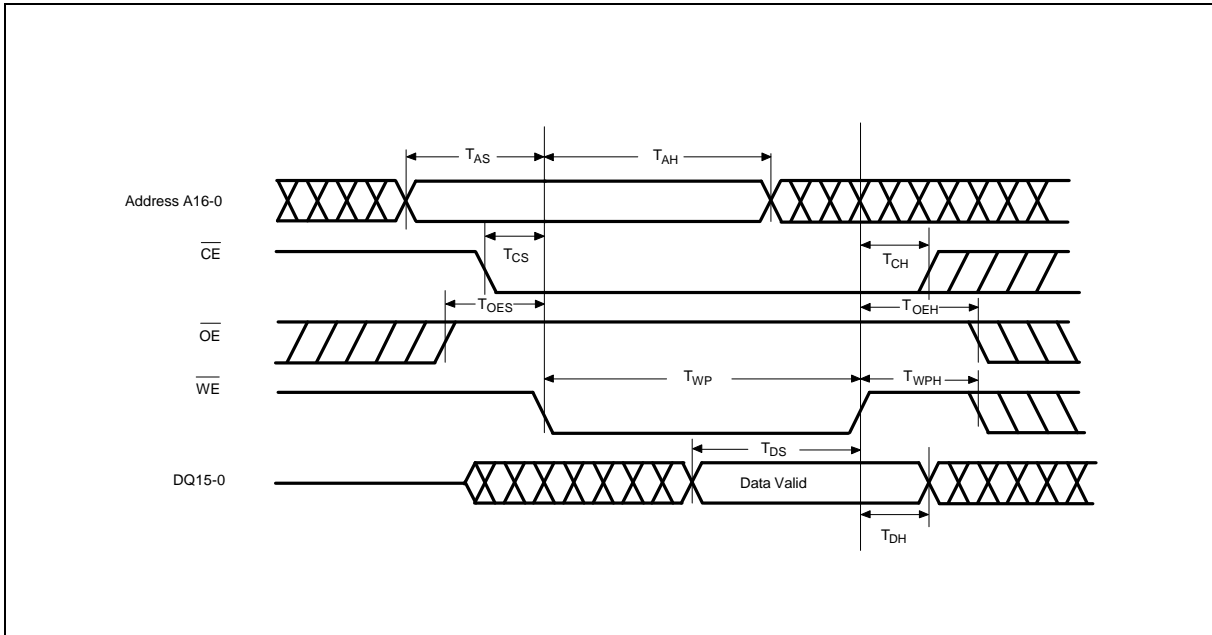 TAS
TAH
Address A16-0
CE
TCS
TCH
TOES
TOEH
OE
TWP
TWPH
WE
TDS
DQ15-0
Data Valid
TDH